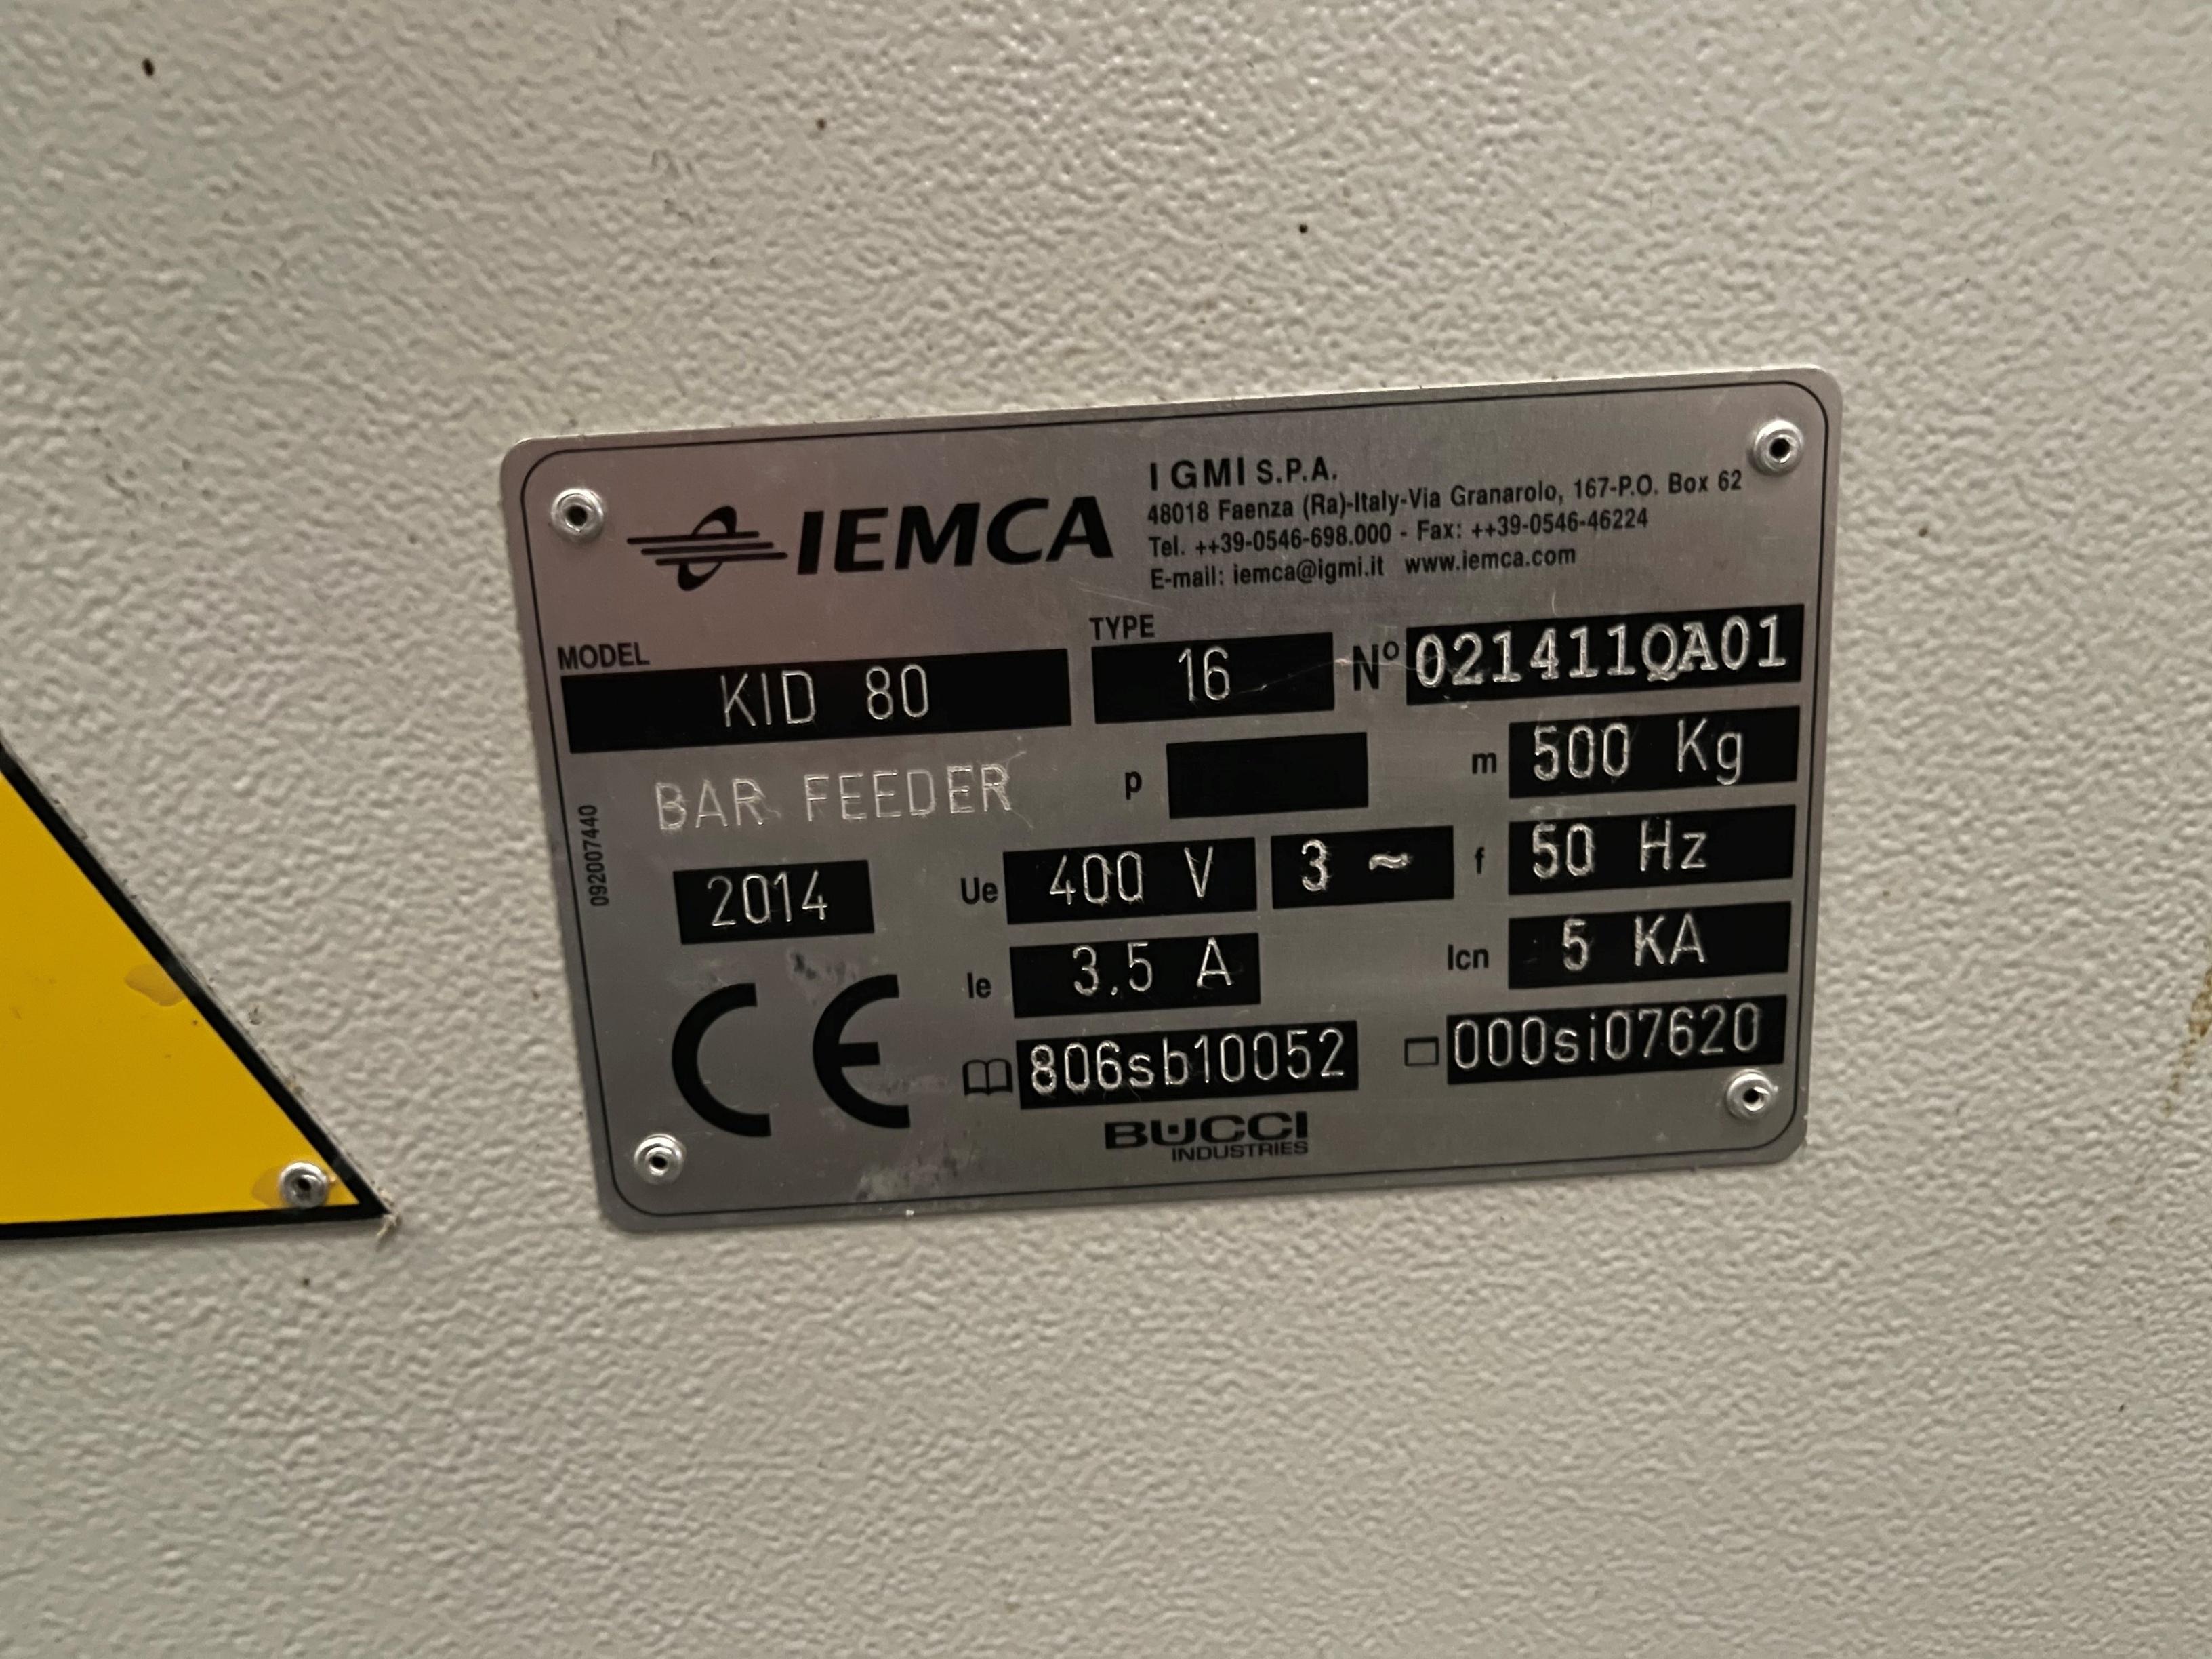 IEMCA
IGMI S.P.A.
48018 Faenza (Ra)-Italy-Via Granarolo, 167-P.O. Box 62
Tel. ++39-0546-698.000 - Fax: ++39-0546-46224
E-mail: iemca@igmi.it www.iemca.com
MODEL KID 80
TYPE 16
N° 021411QA01
BAR FEEDER
p
m 500 Kg
092007440
2014
Ue 400 V 3 ~
f 50 Hz
Ie 3.5 A
Icn 5 KA
CE
806sb10052
000si07620
BUCCI
INDUSTRIES